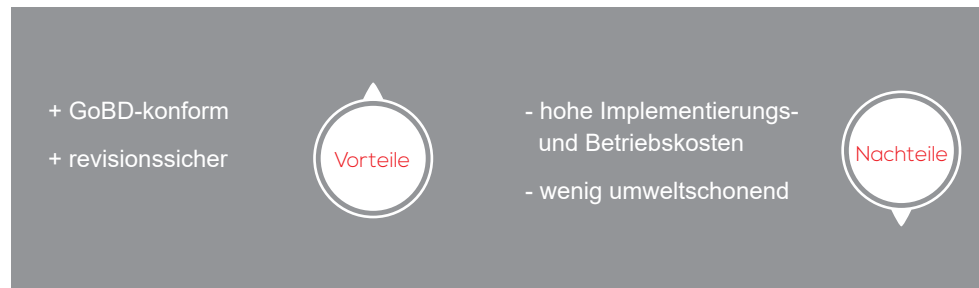 + GoBD-konform
+ revisionssicher
Vorteile
- hohe Implementierungs-
und Betriebskosten
- wenig umweltschonend
Nachteile